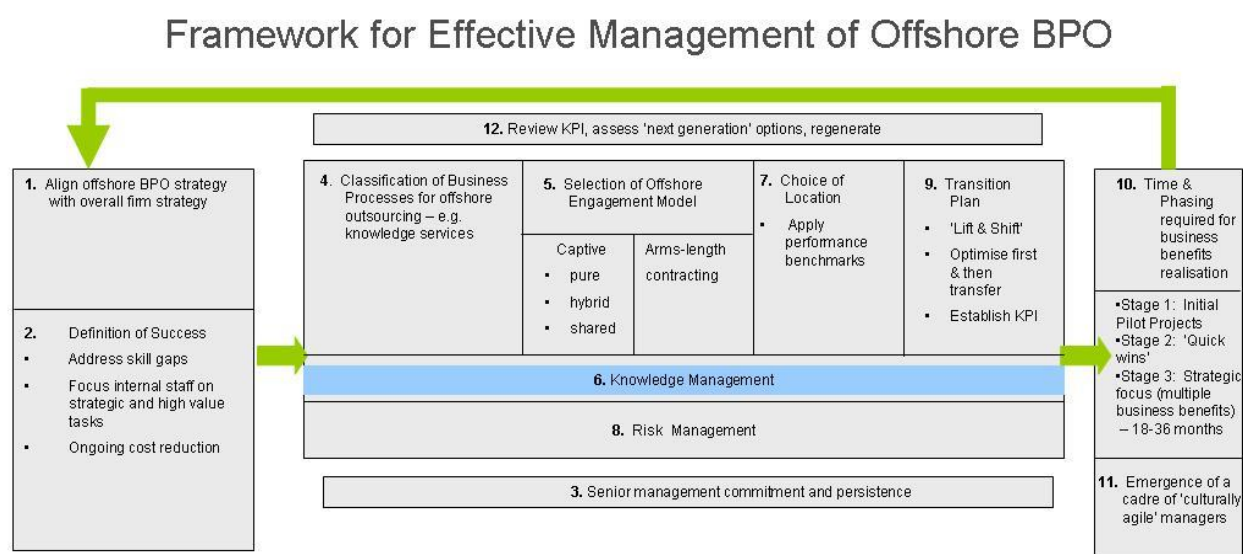 Framework for Effective Management of Offshore BPO
12. Review KPI, assess 'next generation' options, regenerate
1. Align offshore BPO strategy
with overall firm strategy
2. Definition of Success
▪ Address skill gaps
▪ Focus internal staff on
strategic and high value
tasks
▪ Ongoing cost reduction
4. Classification of Business
Processes for offshore
outsourcing – e.g.
knowledge services
5. Selection of Offshore
Engagement Model
Captive
▪ pure
▪ hybrid
▪ shared
Arms-length
contracting
7. Choice of
Location
▪ Apply
performance
benchmarks
9. Transition
Plan
▪ 'Lift & Shift'
▪ Optimise first
& then
transfer
▪ Establish KPI
6. Knowledge Management
8. Risk Management
3. Senior management commitment and persistence
10. Time &
Phasing
required for
business
benefits
realisation
▪Stage 1: Initial
Pilot Projects
▪Stage 2: 'Quick
wins'
▪Stage 3: Strategic
focus (multiple
business benefits)
– 18-36 months
11. Emergence of a
cadre of 'culturally
agile' managers